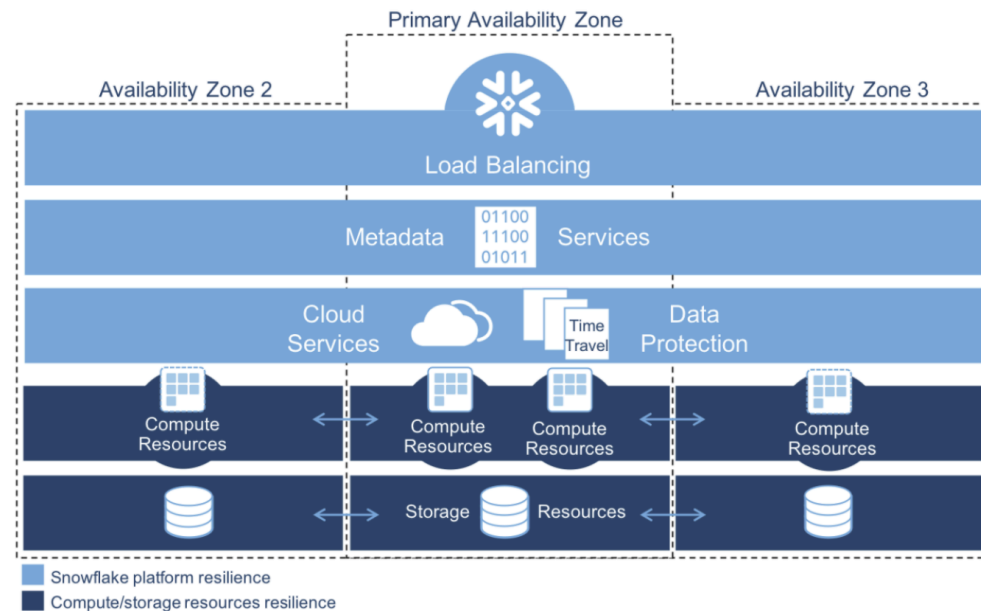 Primary Availability Zone
Availability Zone 2
Availability Zone 3
Load Balancing
Metadata
01100
11100
01011
Services
Cloud
Services
Time
Travel
Data
Protection
Compute
Resources
Compute
Resources
Compute
Resources
Compute
Resources
Storage
Resources
Snowflake platform resilience
Compute/storage resources resilience